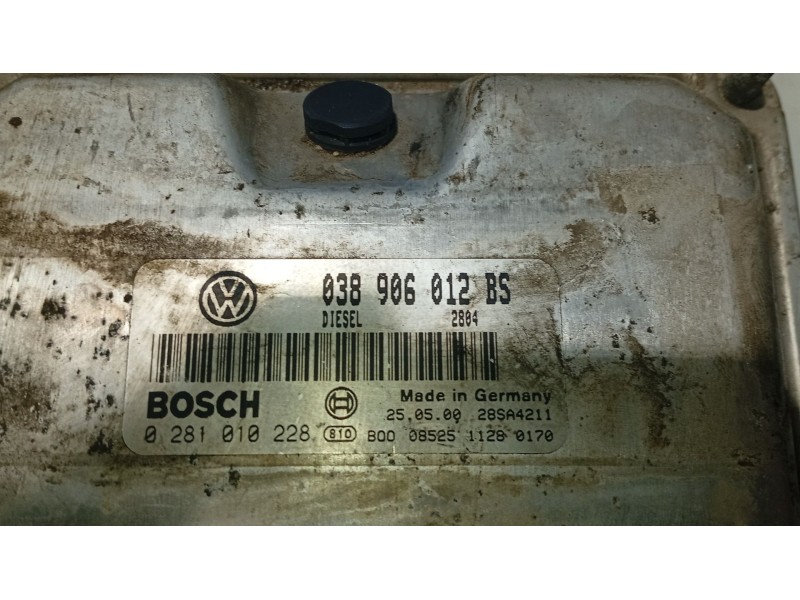 038 906 012 BS
DIESEL 2804
BOSCH Made in Germany
25.05.00 28SA4211
0 281 010 228 810 B00 08525 1128 0170